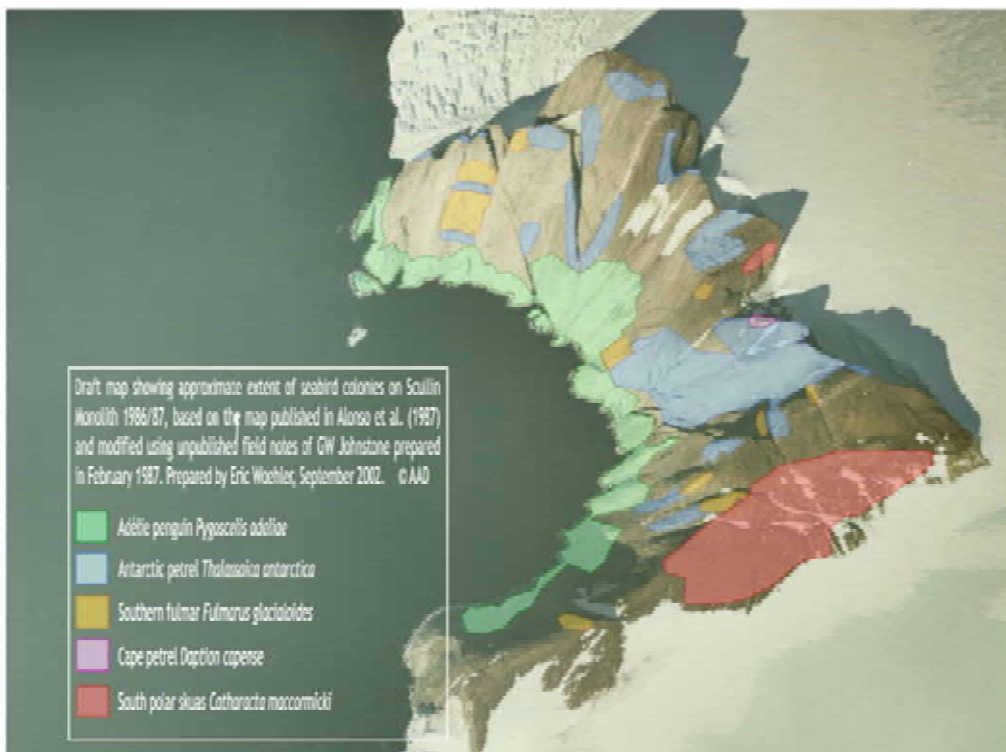 Draft map showing approximate extent of seabird colonies on Scullin
Monolith 1986/87, based on the map published in Alonso et al. (1997)
and modified using unpublished field notes of GW Johnstone prepared
in February 1987. Prepared by Eric Woehler, September 2002. © AAD
Adélie penguin Pygoscelis adeliae
Antarctic petrel Thalassoica antarctica
Southern fulmar Fulmarus glacialoides
Cape petrel Daption capense
South polar skuas Catharacta maccormicki